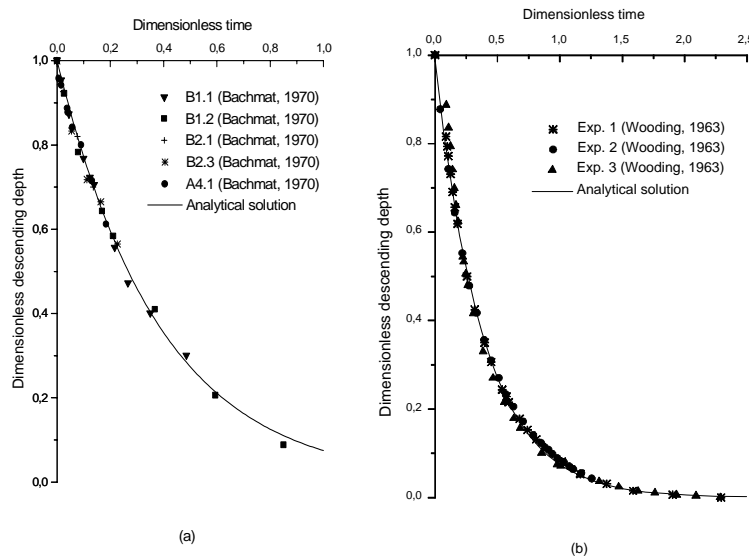 Dimensionless time
0,0 0,2 0,4 0,6 0,8 1,0
1,0
0,8
0,6
0,4
0,2
0,0
Dimensionless descending depth
B1.1 (Bachmat, 1970)
B1.2 (Bachmat, 1970)
B2.1 (Bachmat, 1970)
B2.3 (Bachmat, 1970)
A4.1 (Bachmat, 1970)
Analytical solution
(a)
Dimensionless time
0,0 0,5 1,0 1,5 2,0 2,5
1,0
0,8
0,6
0,4
0,2
0,0
Dimensionless descending depth
Exp. 1 (Wooding, 1963)
Exp. 2 (Wooding, 1963)
Exp. 3 (Wooding, 1963)
Analytical solution
(b)